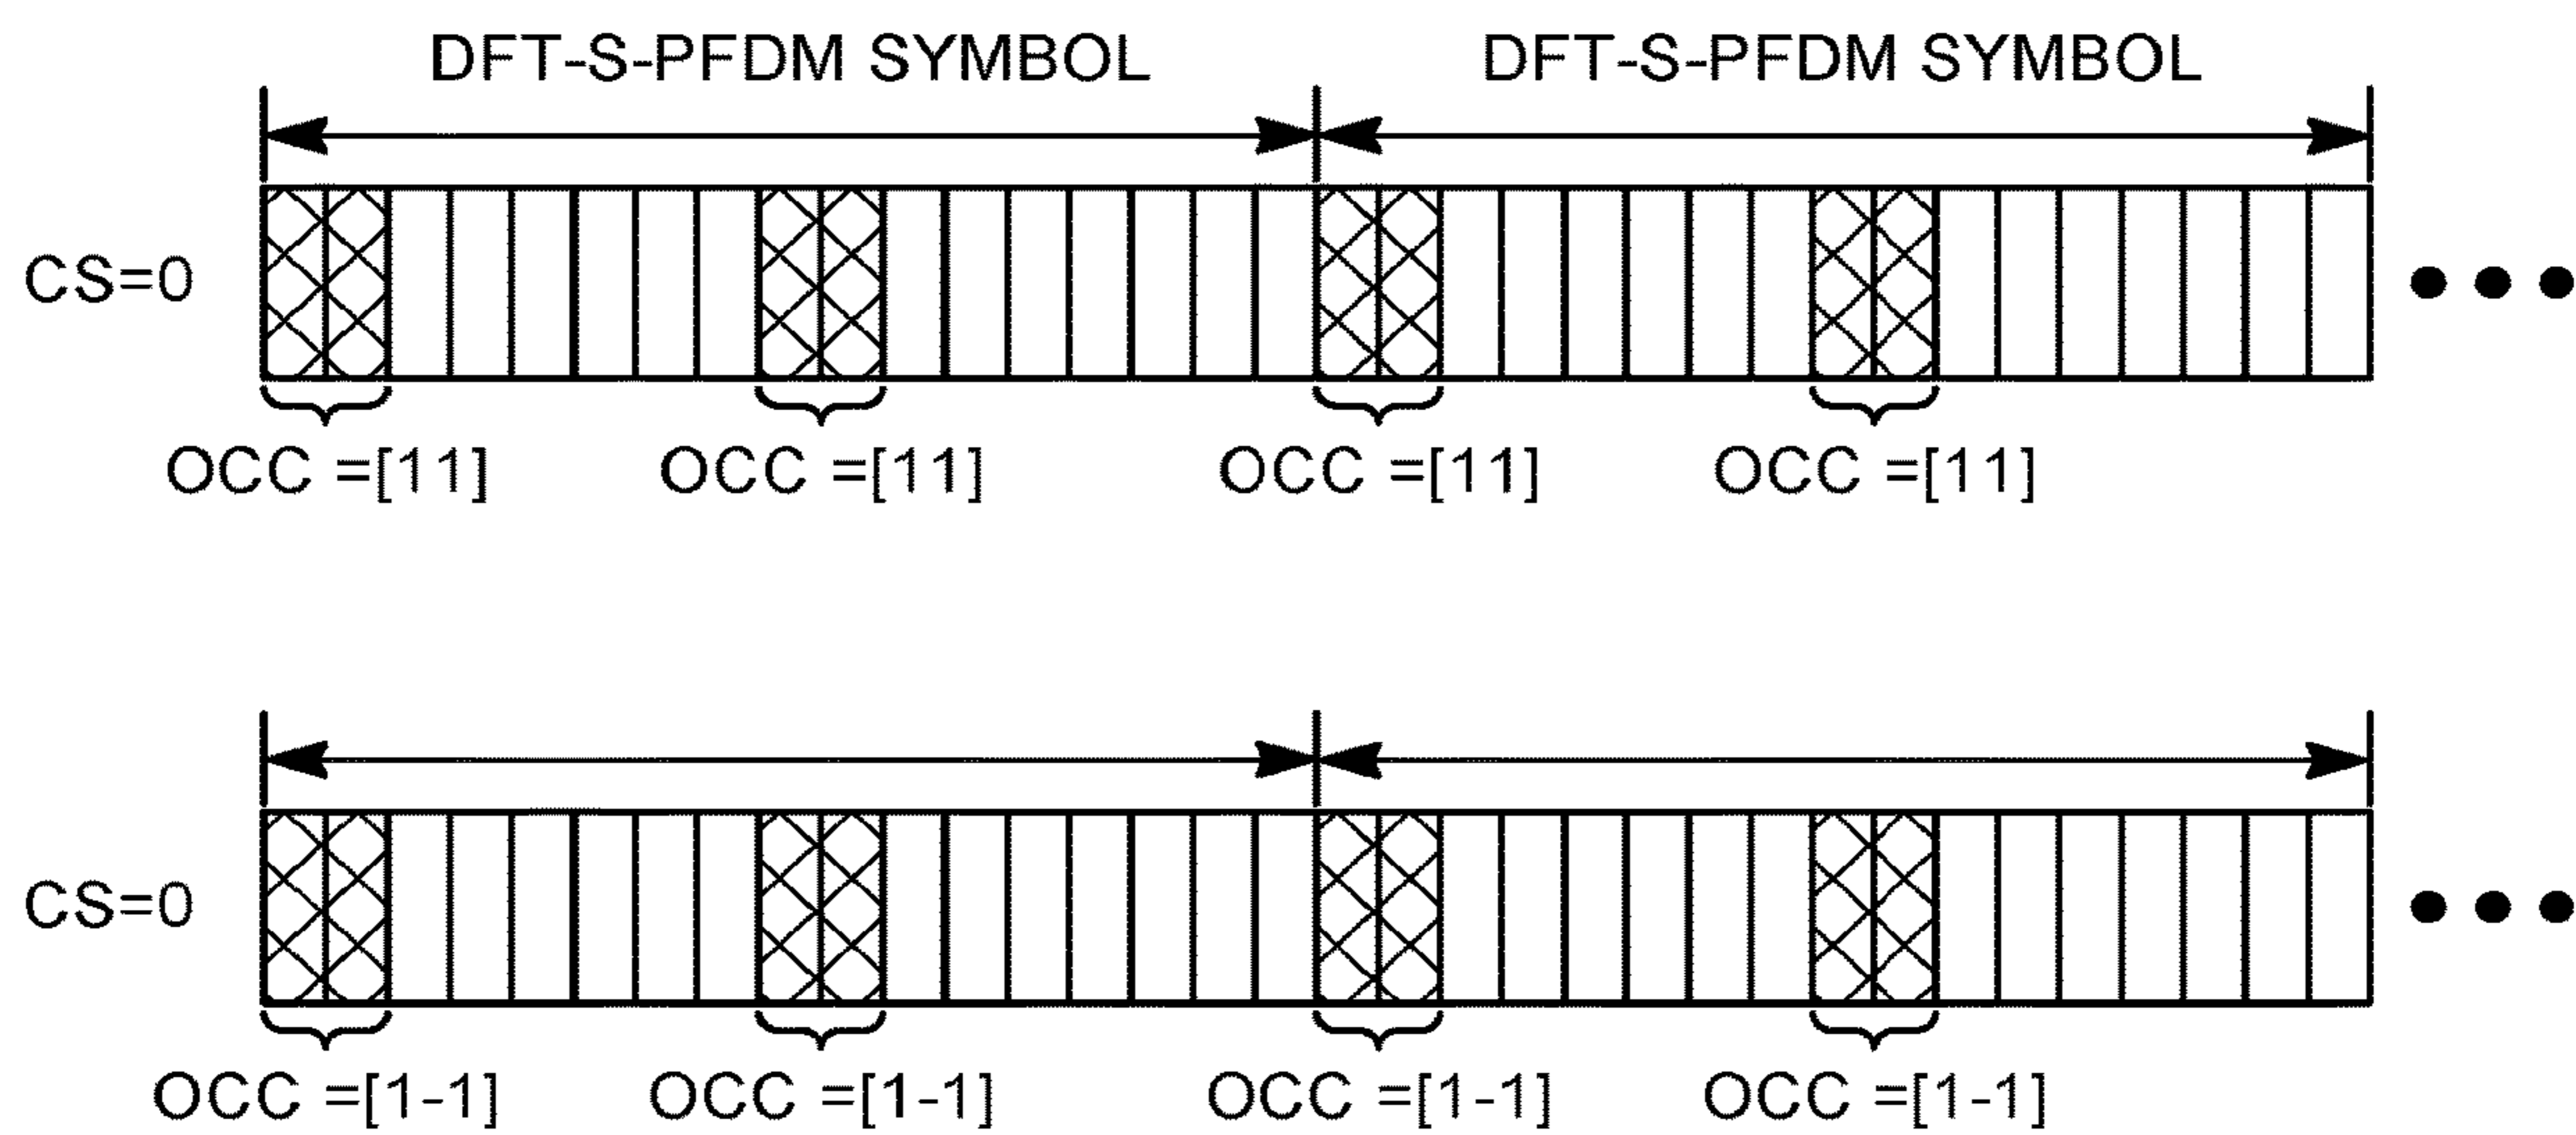 DFT-S-PFDM SYMBOL DFT-S-PFDM SYMBOL
CS=0
OCC =[11] OCC =[11] OCC =[11] OCC =[11]
CS=0
OCC =[1-1] OCC =[1-1] OCC =[1-1] OCC =[1-1]